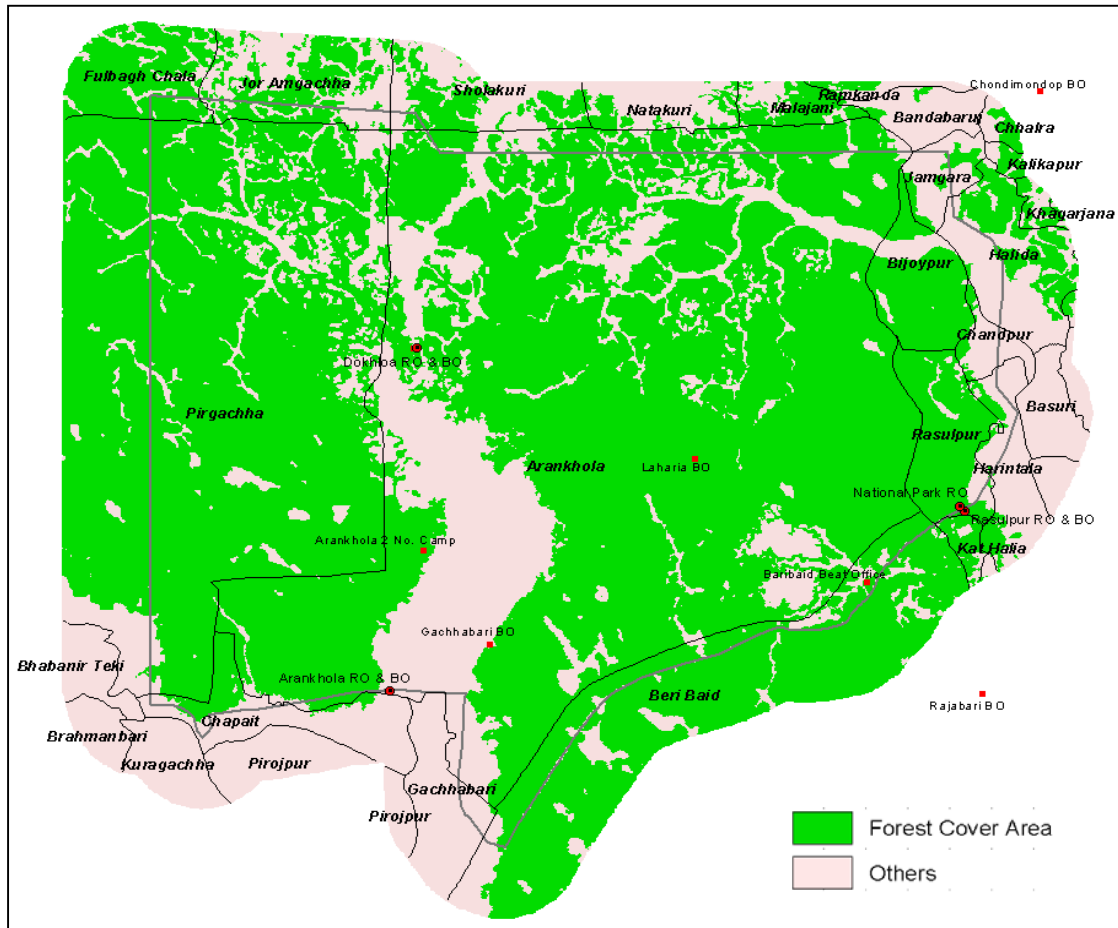 Fulbagh Chala
Jor Amgachha
Sholakuri
Natakuri
Malajani
Ramkanda
Chondimondop BO
Bandabaruj
Chhalra
Kalikapur
Jamgara
Khagarjana
Bijoypur
Halida
Chandpur
Dokhloa RO & BO
Pirgachha
Basuri
Rasulpur
Arankhola
Laharia BO
Harintala
National Park RO
Rasulpur RO & BO
Arankhola 2 No. Camp
Kat Halia
Baribaid Beat Office
Gachhabari BO
Bhabanir Teki
Arankhola RO & BO
Beri Baid
Rajabari BO
Chapait
Brahmanbari
Kuragachha
Pirojpur
Gachhabari
Pirojpur
Forest Cover Area
Others